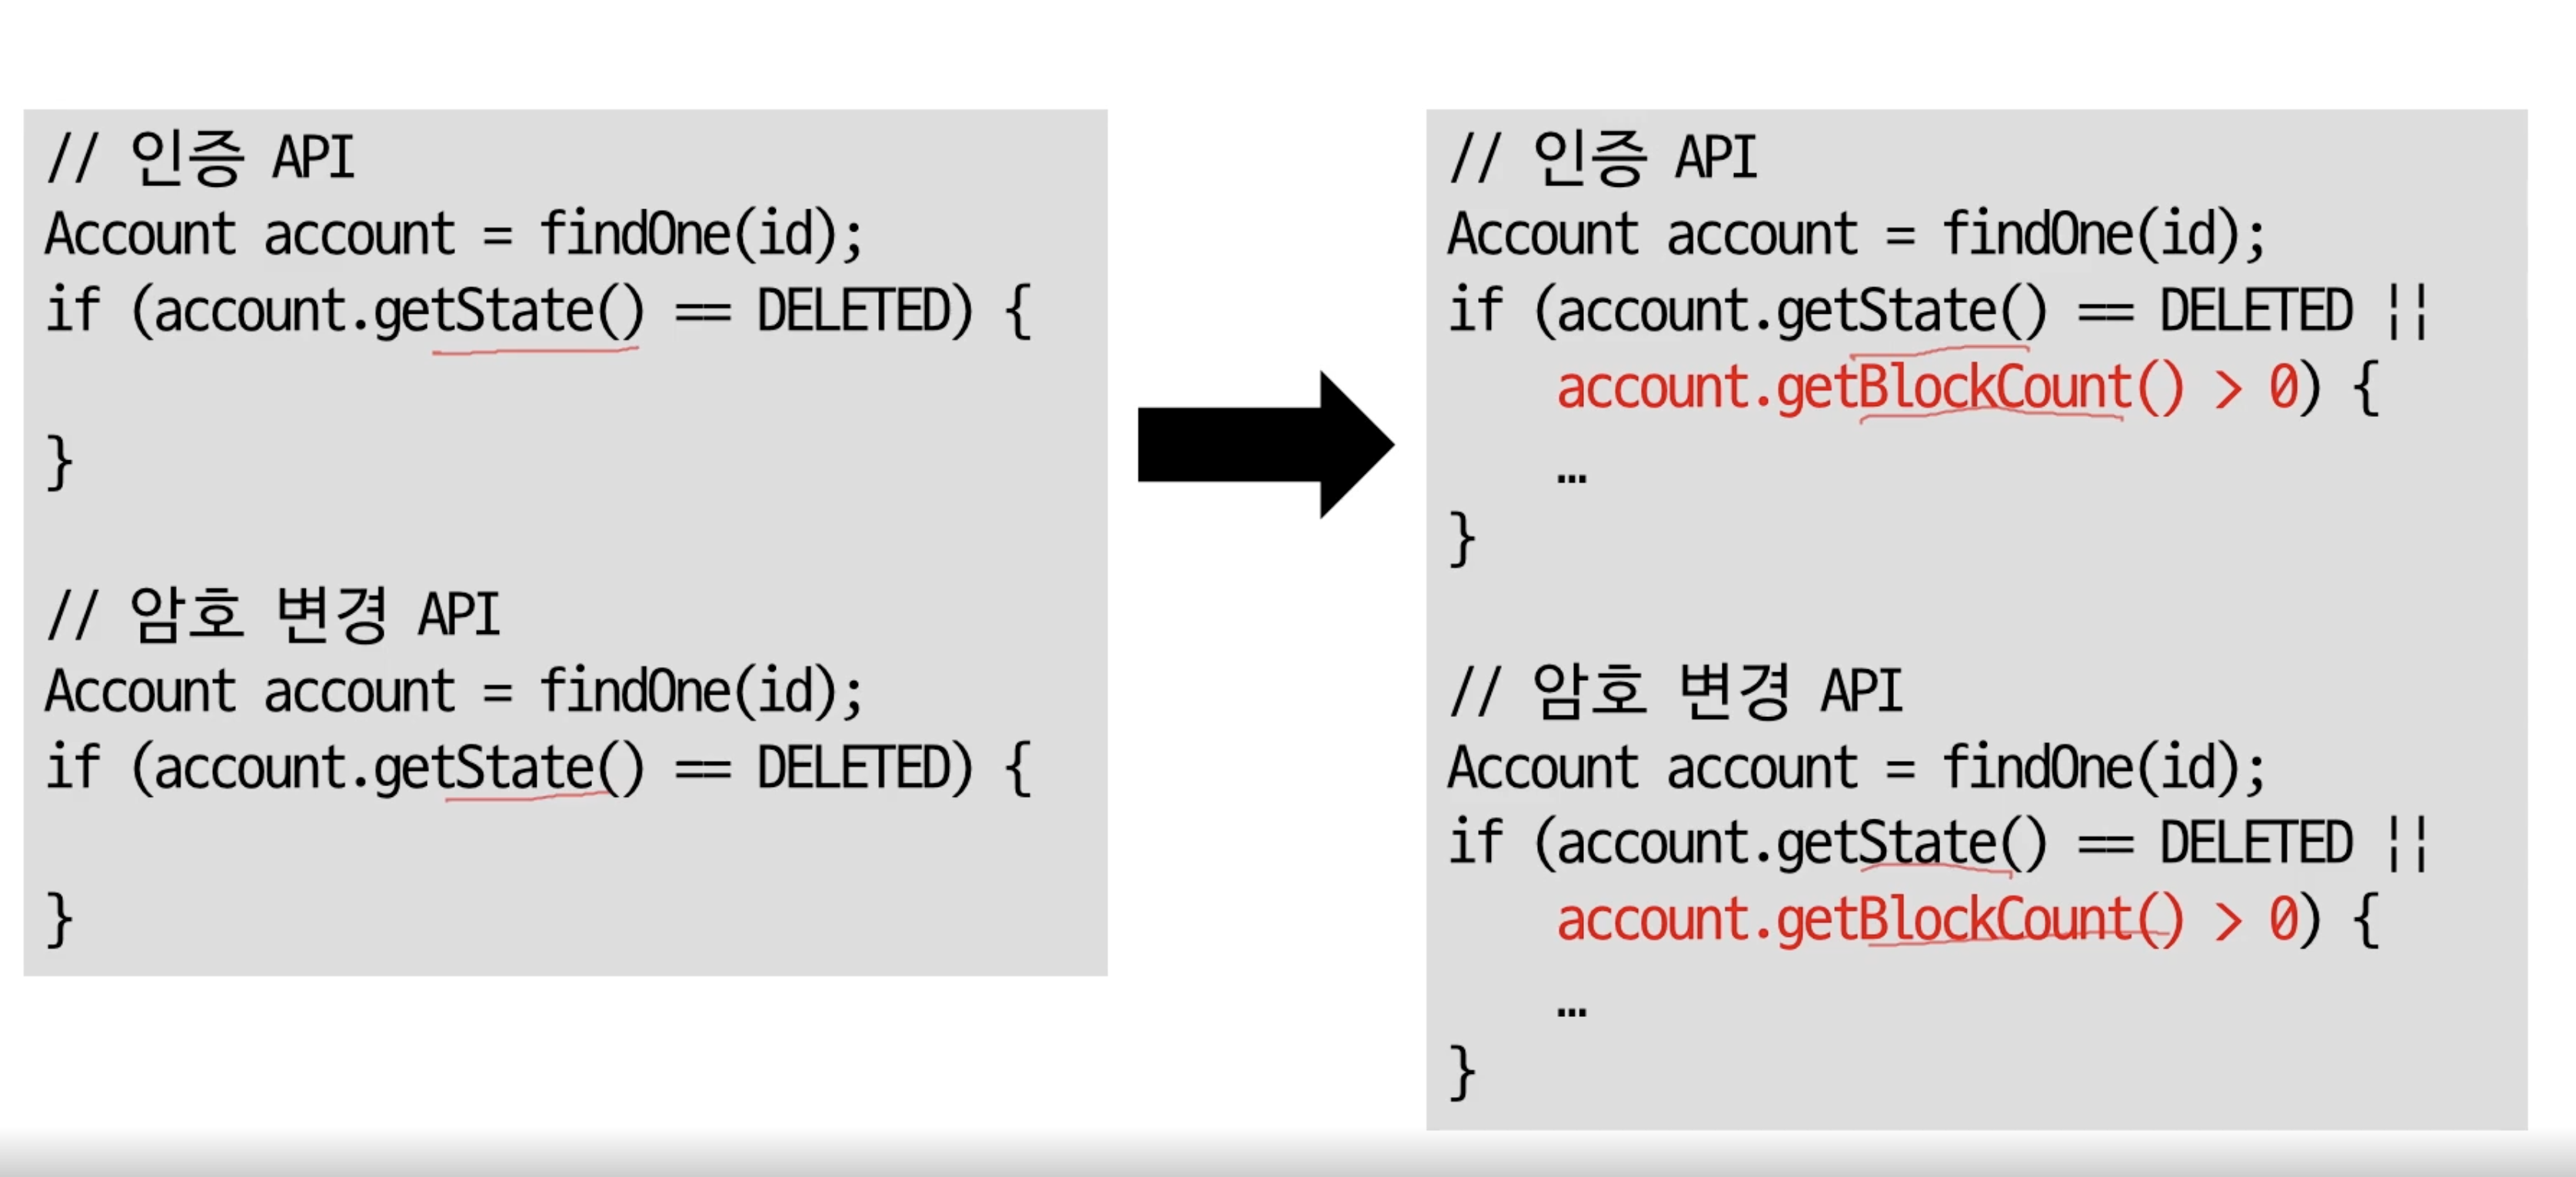 // 인증 API
Account account = findOne(id);
if (account.getState() == DELETED) {
}
// 암호 변경 API
Account account = findOne(id);
if (account.getState() == DELETED) {
}
// 인증 API
Account account = findOne(id);
if (account.getState() == DELETED ||
account.getBlockCount() > 0) {
…
}
// 암호 변경 API
Account account = findOne(id);
if (account.getState() == DELETED ||
account.getBlockCount() > 0) {
…
}